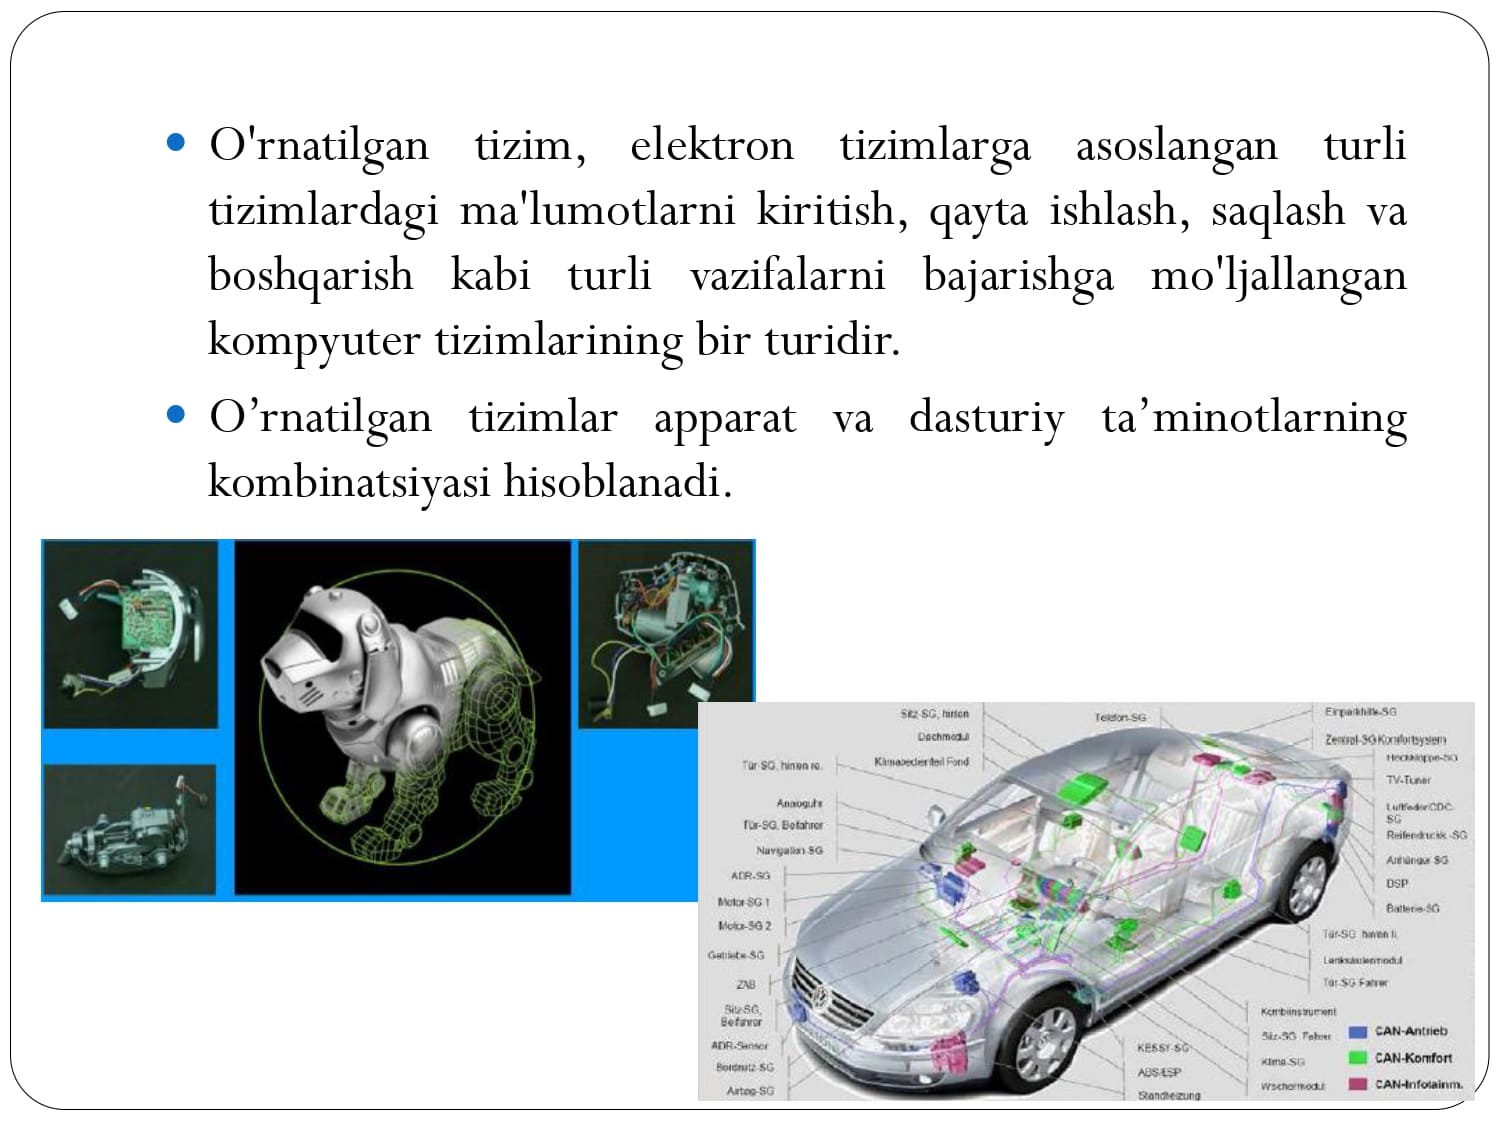 O'rnatilgan tizim, elektron tizimlarga asoslangan turli
tizimlardagi ma'lumotlarni kiritish, qayta ishlash, saqlash va
boshqarish kabi turli vazifalarni bajarishga mo'ljallangan
kompyuter tizimlarining bir turidir.
O’rnatilgan tizimlar apparat va dasturiy ta’minotlarning
kombinatsiyasi hisoblanadi.
Sitz-SG, hinten
Dachmodul
Klimabedienteil Fond
Tür-SG, hinten re.
Analoguhr
Tür-SG, Beifahrer
Navigation-SG
ADR-SG
Motor-SG 1
Motor-SG 2
Getriebe-SG
ZAB
Sitz-SG,
Beifahrer
ADR-Sensor
Bordnetz-SG
Airbag-SG
Telefon-SG
Einparkhilfe-SG
Zentral-SG Komfortsystem
Heckklappe-SG
TV-Tuner
Luftfeder/CDC-
SG
Reifendruckk.-SG
Anhänger-SG
DSP
Batterie-SG
Tür-SG hinten li.
Lenksäulenmodul
Tür-SG Fahrer
Kombiinstrument
Sitz-SG Fahrer
Klima-SG
Wischermodul
KESSY-SG
ABS/ESP
Standheizung
CAN-Antrieb
CAN-Komfort
CAN-Infotainm.